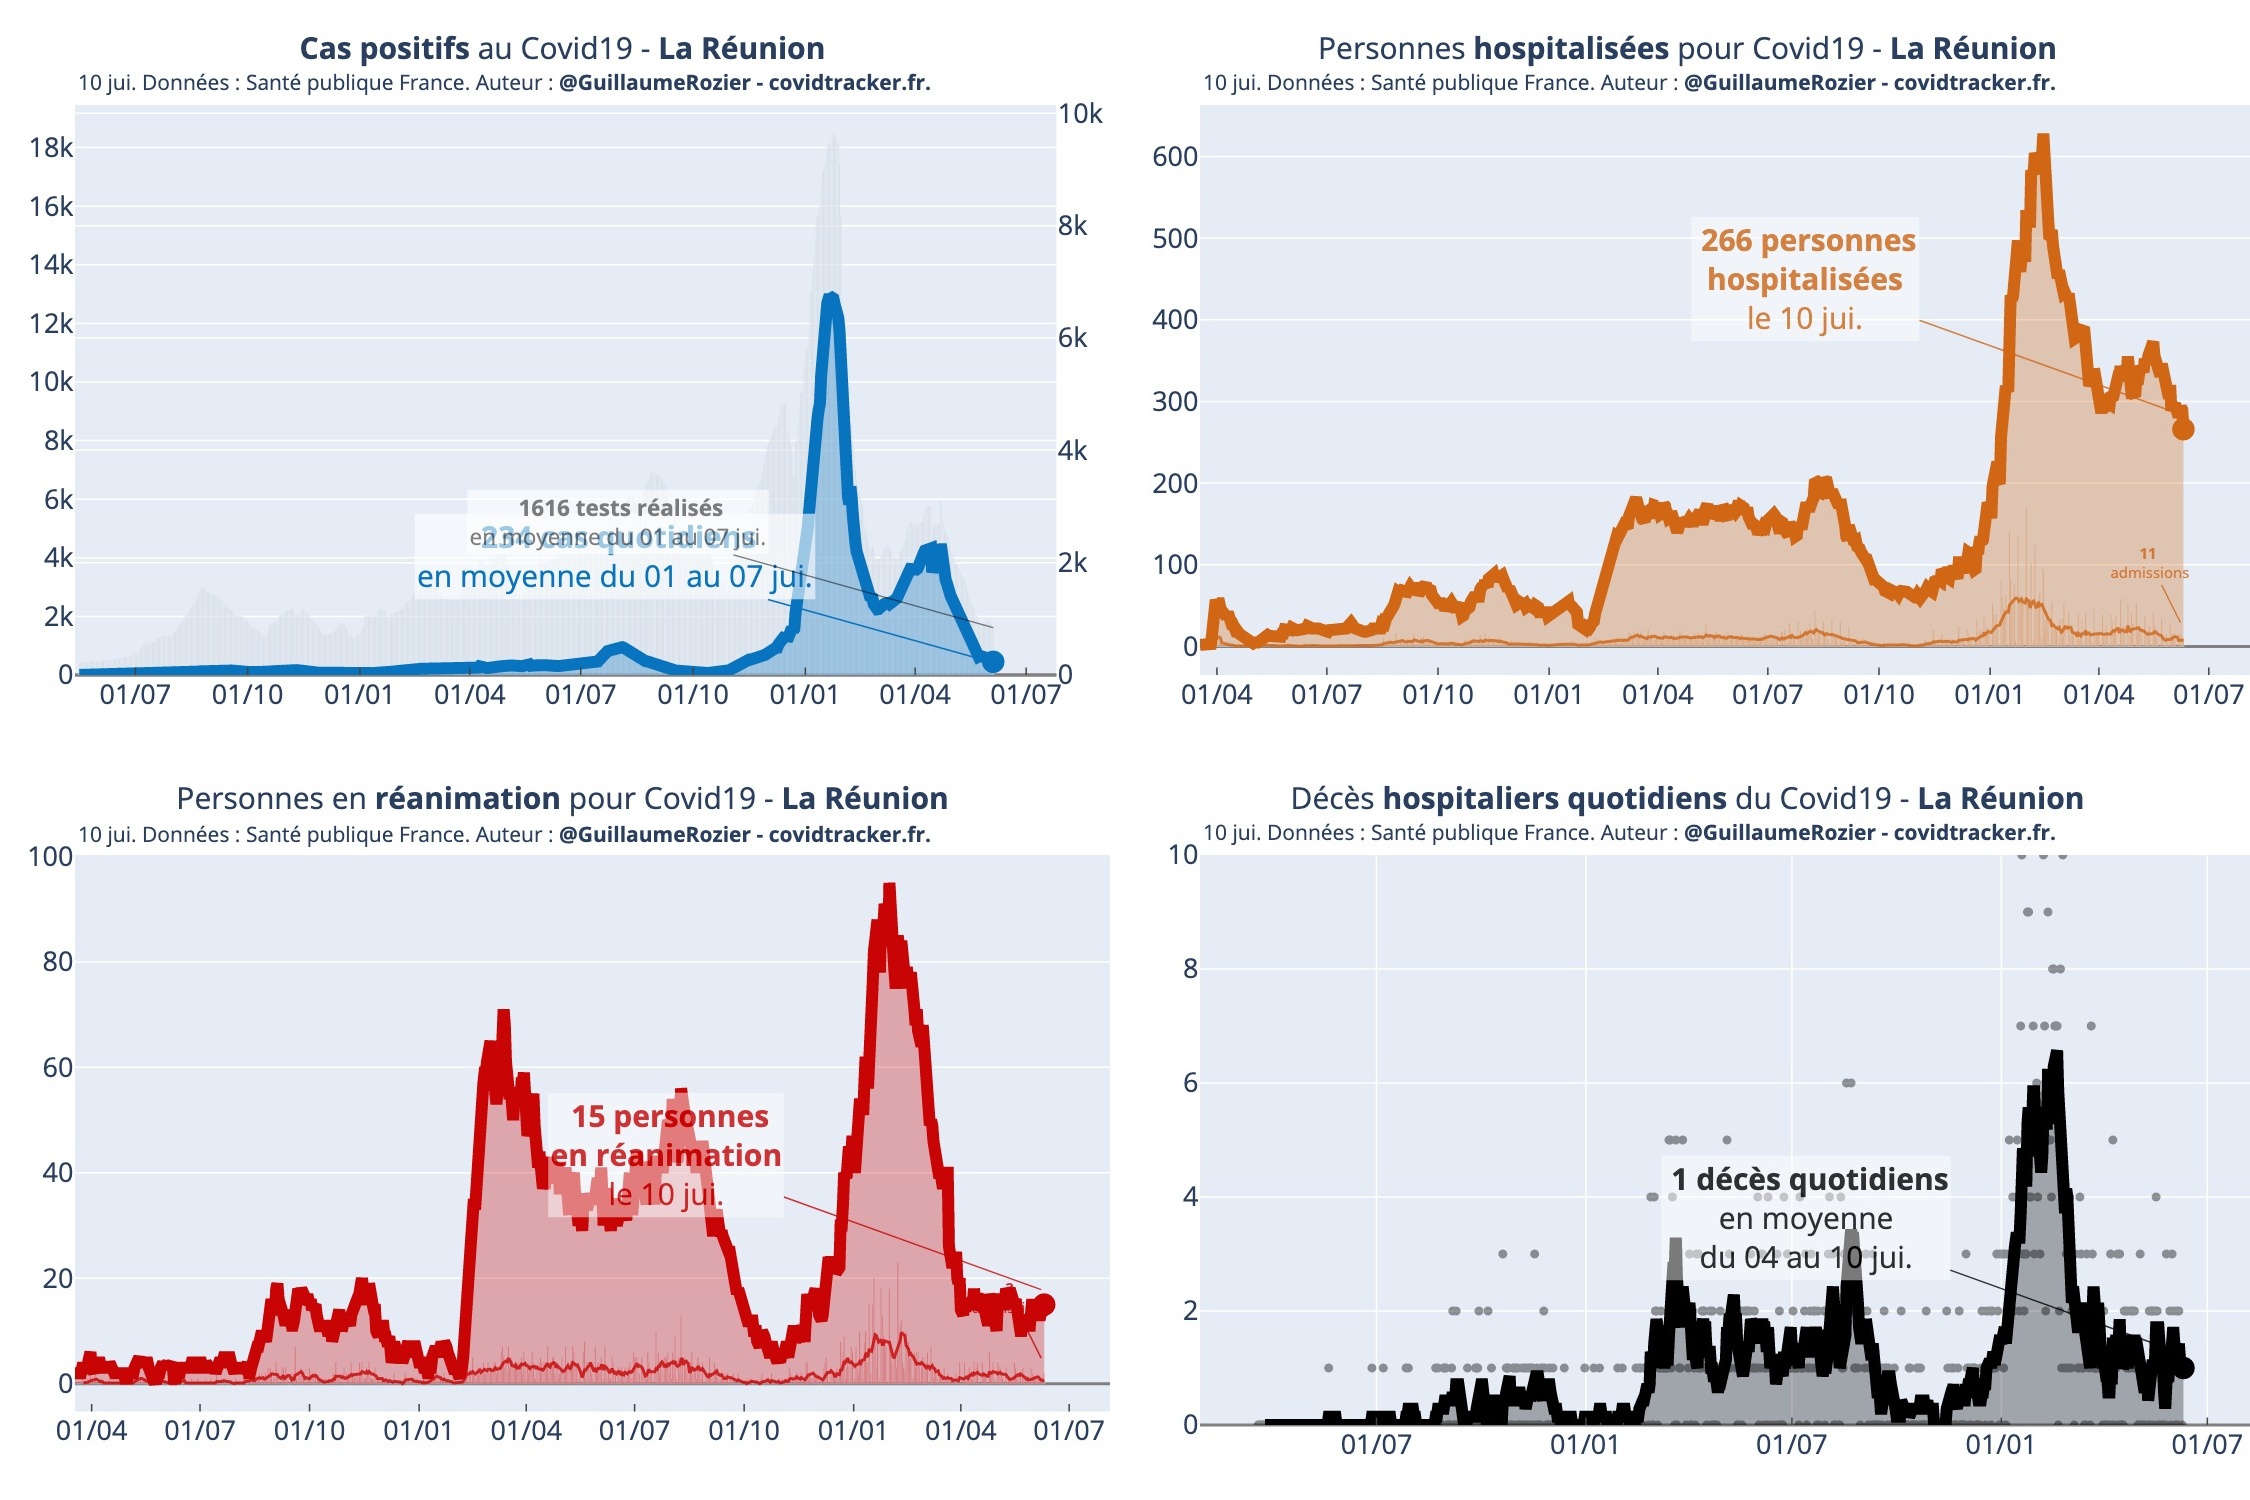 Cas positifs au Covid19 - La Réunion
10 jui. Données : Santé publique France. Auteur : @GuillaumeRozier - covidtracker.fr.
18k
16k
14k
12k
10k
8k
6k
4k
2k
0
10k
8k
6k
4k
2k
0
1616 tests réalisés
en moyenne du 01 au 07 jui.
234 cas quotidiens
en moyenne du 01 au 07 jui.
01/07 01/10 01/01 01/04 01/07 01/10 01/01 01/04 01/07
Personnes hospitalisées pour Covid19 - La Réunion
10 jui. Données : Santé publique France. Auteur : @GuillaumeRozier - covidtracker.fr.
600
500
400
300
200
100
0
266 personnes
hospitalisées
le 10 jui.
11
admissions
01/04 01/07 01/10 01/01 01/04 01/07 01/10 01/01 01/04 01/07
Personnes en réanimation pour Covid19 - La Réunion
10 jui. Données : Santé publique France. Auteur : @GuillaumeRozier - covidtracker.fr.
100
80
60
40
20
0
15 personnes
en réanimation
le 10 jui.
01/04 01/07 01/10 01/01 01/04 01/07 01/10 01/01 01/04 01/07
Décès hospitaliers quotidiens du Covid19 - La Réunion
10 jui. Données : Santé publique France. Auteur : @GuillaumeRozier - covidtracker.fr.
10
8
6
4
2
0
1 décès quotidiens
en moyenne
du 04 au 10 jui.
01/07 01/01 01/07 01/01 01/07